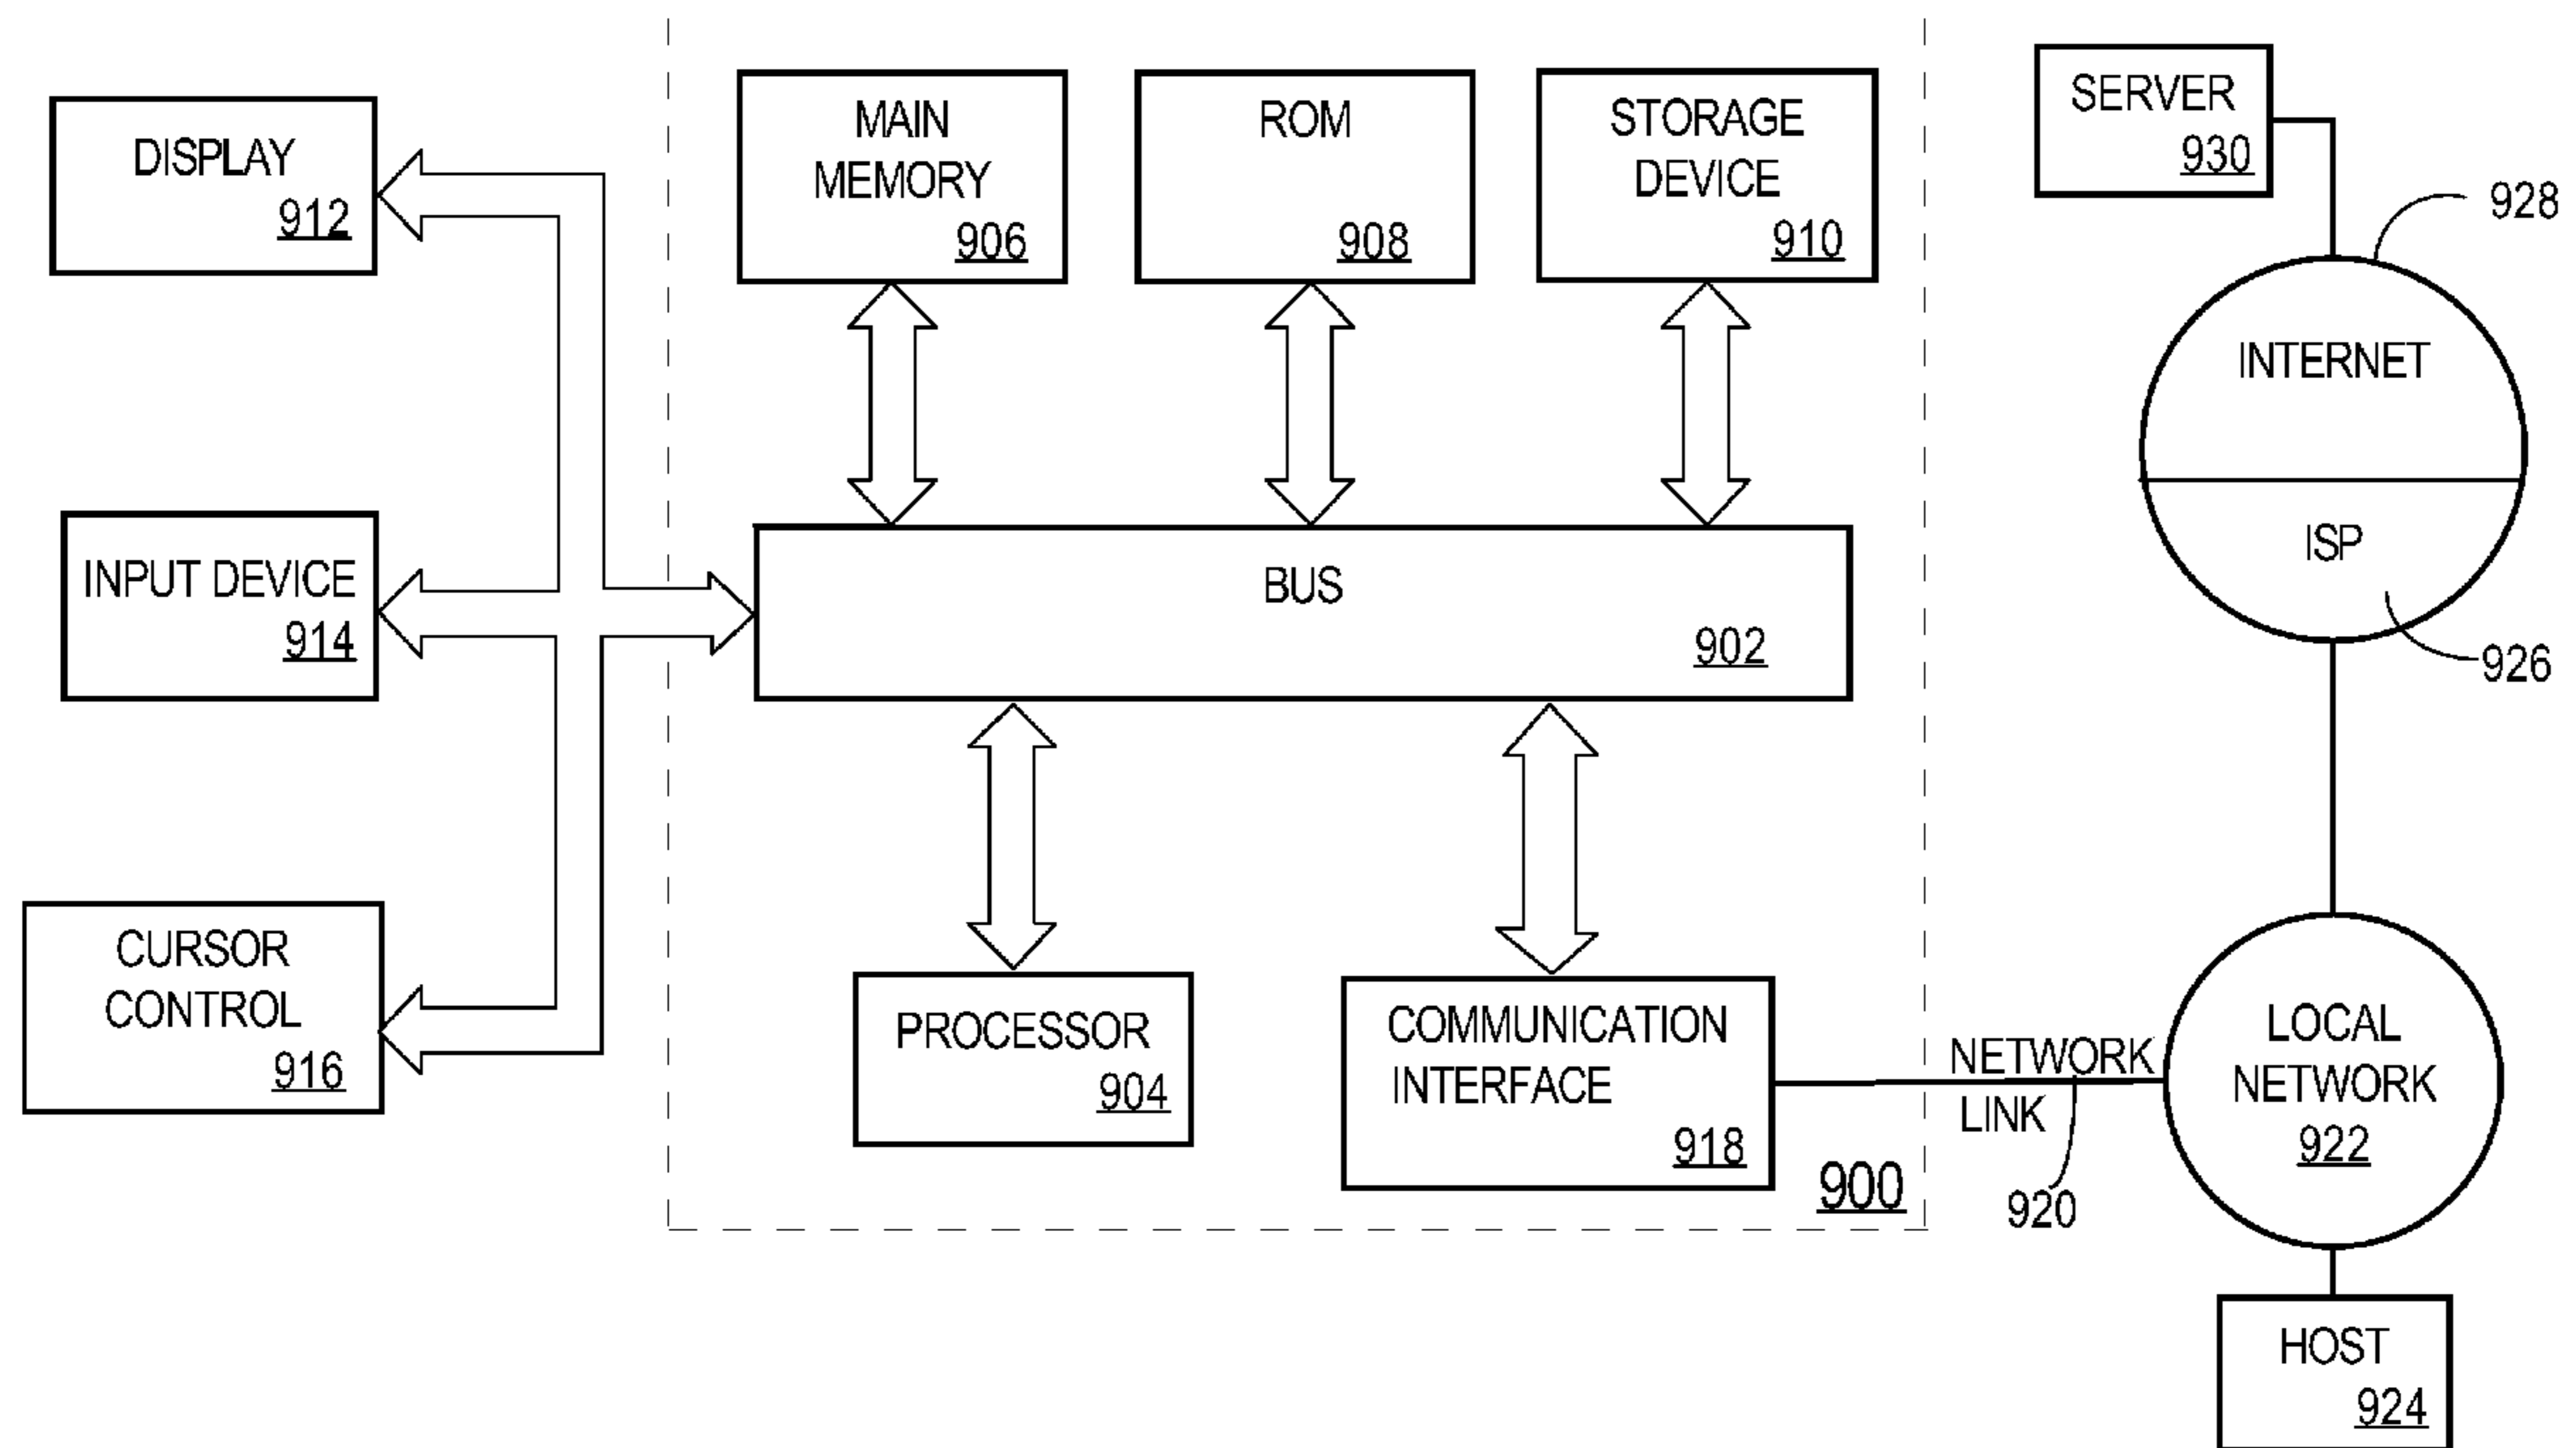 DISPLAY
912
INPUT DEVICE
914
CURSOR
CONTROL
916
MAIN
MEMORY
906
ROM
908
STORAGE
DEVICE
910
BUS
902
PROCESSOR
904
COMMUNICATION
INTERFACE
918
900
SERVER
930
928
INTERNET
ISP
926
NETWORK
LINK
920
LOCAL
NETWORK
922
HOST
924